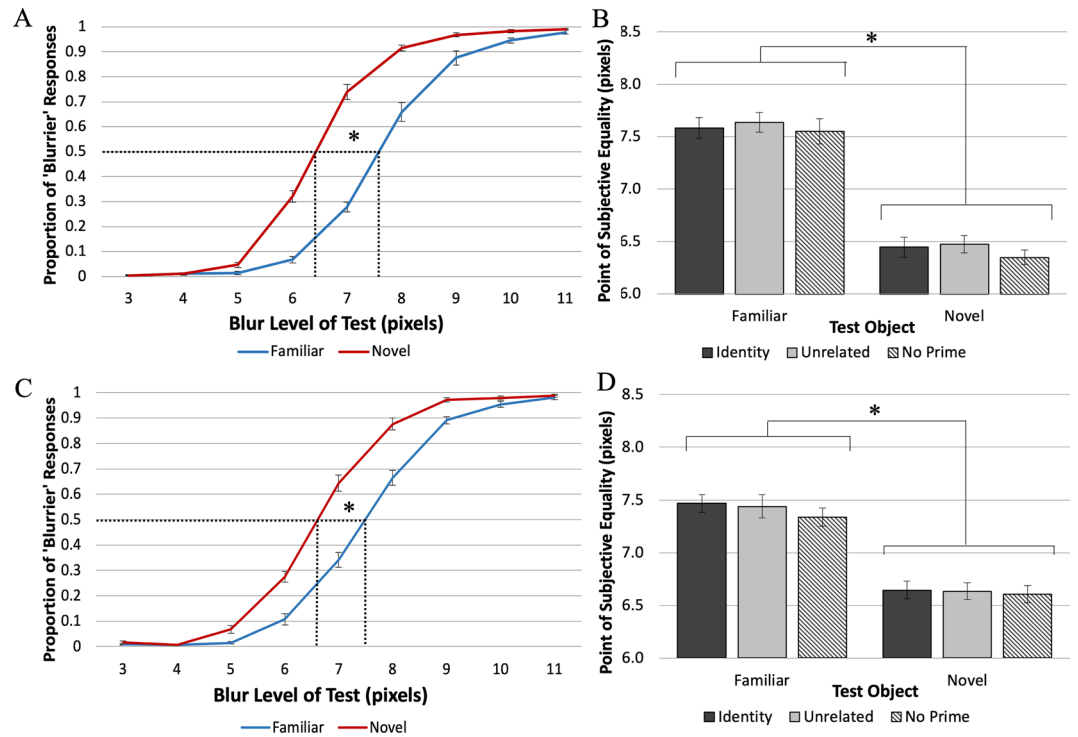 A
Proportion of 'Blurrier' Responses
1
0.9
0.8
0.7
0.6
0.5
0.4
0.3
0.2
0.1
0
*
3 4 5 6 7 8 9 10 11
Blur Level of Test (pixels)
Familiar Novel
B
Point of Subjective Equality (pixels)
8.5
8.0
7.5
7.0
6.5
6.0
*
Familiar Novel
Test Object
Identity Unrelated No Prime
C
Proportion of 'Blurrier' Responses
1
0.9
0.8
0.7
0.6
0.5
0.4
0.3
0.2
0.1
0
*
3 4 5 6 7 8 9 10 11
Blur Level of Test (pixels)
Familiar Novel
D
Point of Subjective Equality (pixels)
8.5
8.0
7.5
7.0
6.5
6.0
*
Familiar Novel
Test Object
Identity Unrelated No Prime